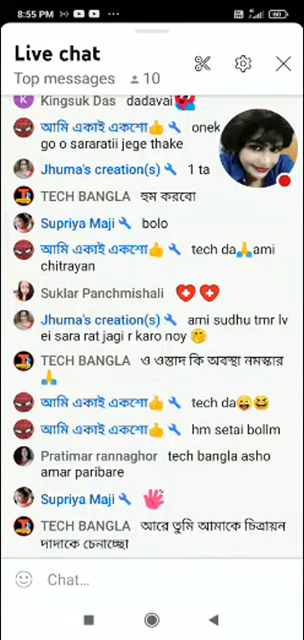 8:55 PM
Live chat
Top messages 10
Kingsuk Das dadavai
আমি একাই একশো👍 onek
go o sararatii jege thake
Jhuma's creation(s) 1 ta
TECH BANGLA হুম করবো
Supriya Maji bolo
আমি একাই একশো👍 tech da🙏ami
chitrayan
Suklar Panchmishali
Jhuma's creation(s) ami sudhu tmr lv
ei sara rat jagi r karo noy 🤭
TECH BANGLA ও ওস্তাদ কি অবস্থা নমস্কার
🙏
আমি একাই একশো👍 tech da😜😆
আমি একাই একশো👍 hm setai bollm
Pratimar rannaghor tech bangla asho
amar paribare
Supriya Maji
TECH BANGLA আরে তুমি আমাকে চিত্রায়ন
দাদাকে চেনাচ্ছো
Chat...